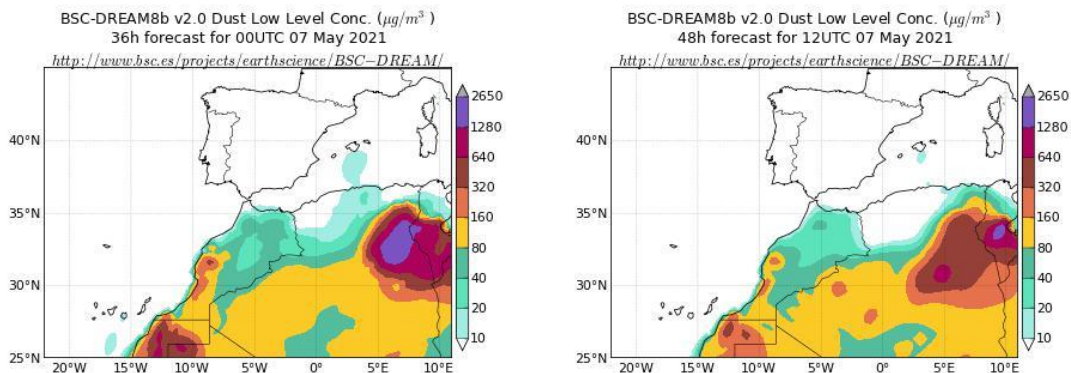 BSC-DREAM8b v2.0 Dust Low Level Conc. (μg/m³ )
36h forecast for 00UTC 07 May 2021
http://www.bsc.es/projects/earthscience/BSC−DREAM/
40°N
35°N
30°N
25°N
20°W 15°W 10°W 5°W 0° 5°E 10°E
2650
1280
640
320
160
80
40
20
10
BSC-DREAM8b v2.0 Dust Low Level Conc. (μg/m³ )
48h forecast for 12UTC 07 May 2021
http://www.bsc.es/projects/earthscience/BSC−DREAM/
40°N
35°N
30°N
25°N
20°W 15°W 10°W 5°W 0° 5°E 10°E
2650
1280
640
320
160
80
40
20
10